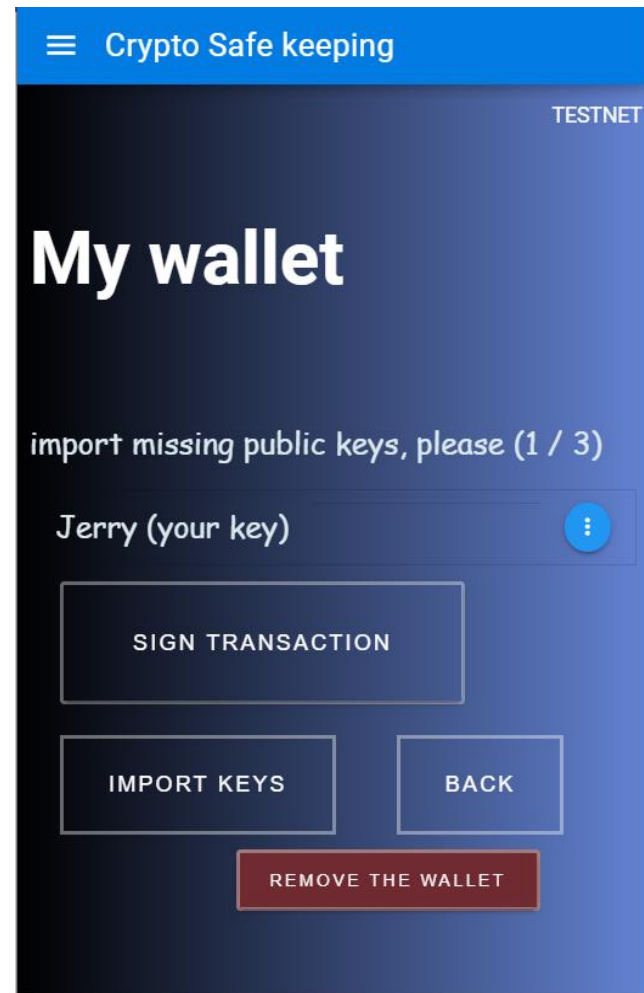 Crypto Safe keeping
TESTNET
My wallet
import missing public keys, please (1 / 3)
Jerry (your key)
SIGN TRANSACTION
IMPORT KEYS
BACK
REMOVE THE WALLET